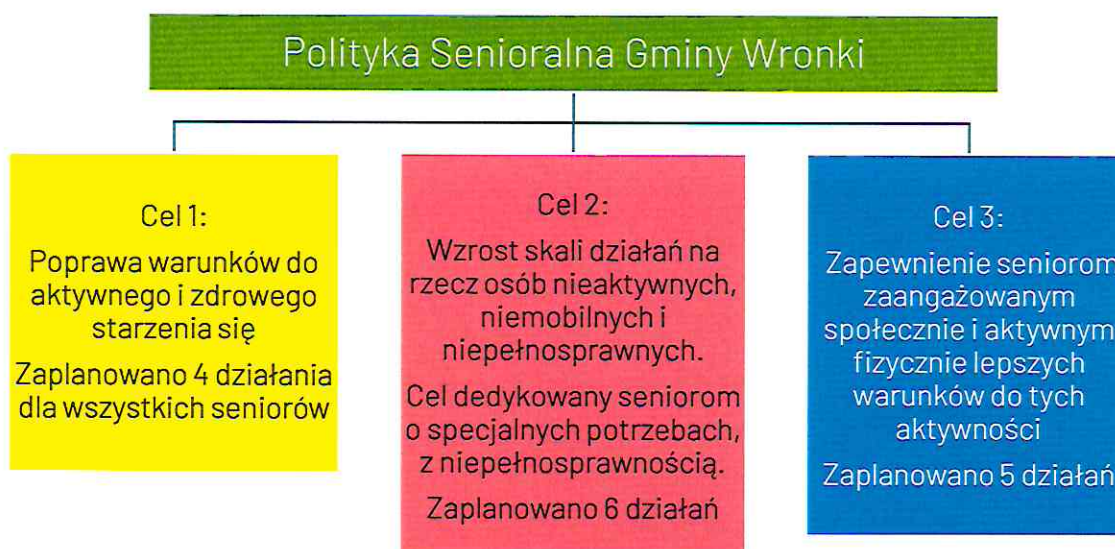 Polityka Senioralna Gminy Wronki
Cel 1:
Poprawa warunków do
aktywnego i zdrowego
starzenia się
Zaplanowano 4 działania
dla wszystkich seniorów
Cel 2:
Wzrost skali działań na
rzecz osób nieaktywnych,
niemobilnych i
niepełnosprawnych.
Cel dedykowany seniorom
o specjalnych potrzebach,
z niepełnosprawnością.
Zaplanowano 6 działań
Cel 3:
Zapewnienie seniorom
zaangażowanym
społecznie i aktywnym
fizycznie lepszych
warunków do tych
aktywności
Zaplanowano 5 działań